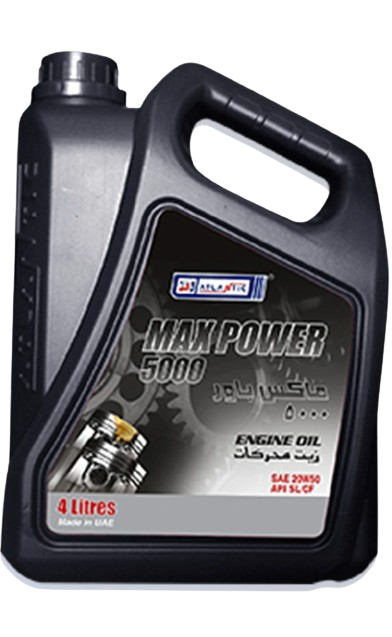 ATLANTIC
ATLANTIC
MAX POWER
5000
ماكس باور
٥٠٠٠
ENGINE OIL
زيت محركات
SAE 20W50
API SL/CF
4 Litres
Made in UAE